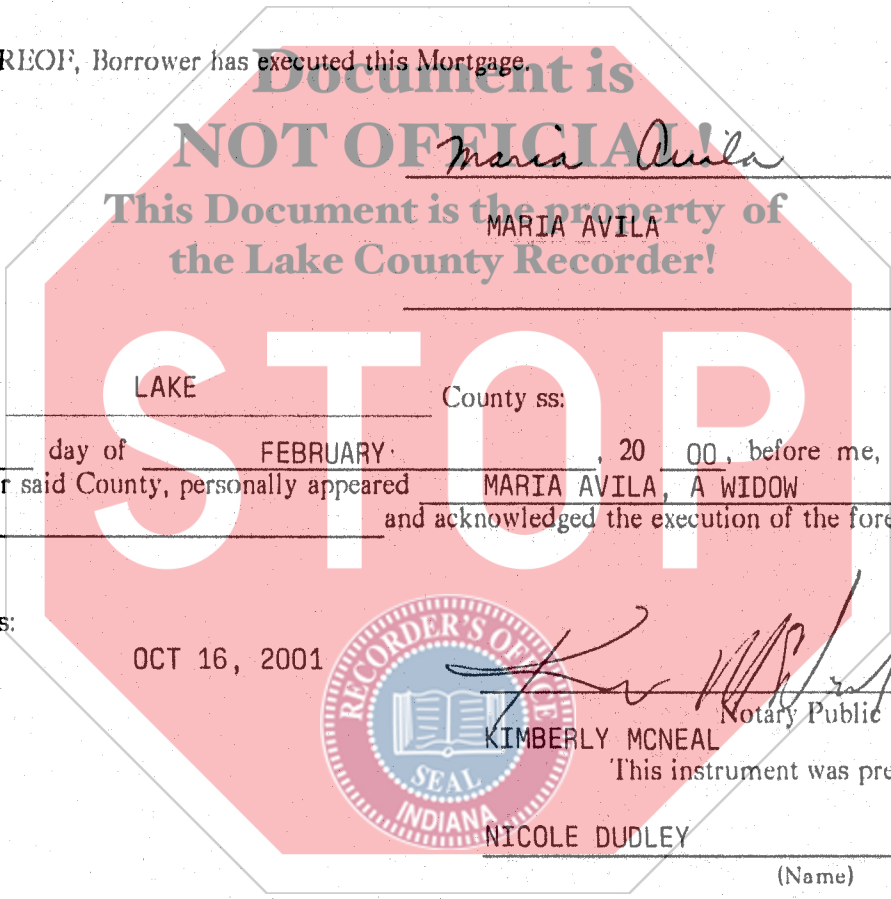 REOF, Borrower has executed this Mortgage.
Document is
NOT OFFICIAL!
Maria Avila
This Document is the property of
MARIA AVILA
the Lake County Recorder!
STOP
LAKE County ss:
day of FEBRUARY , 20 00, before me,
r said County, personally appeared MARIA AVILA, A WIDOW
and acknowledged the execution of the fore
s:
OCT 16, 2001
RECORDER'S OFFICE
SEAL
INDIANA
Notary Public
KIMBERLY MCNEAL
This instrument was pre
NICOLE DUDLEY
(Name)